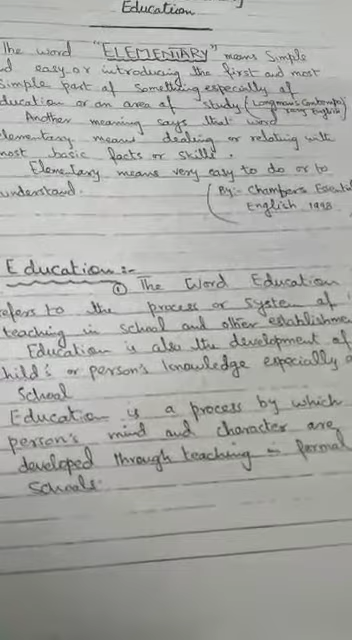 Education
The word "ELEMENTARY" means Simple
easy or introducing the first and most
Simple part of something especially of
ducation or an area of study (Longman's Contempo
rary English)
Another meaning says that word
elementary means dealing or relating with
most basic facts or skills.
Elementary means very easy to do or to
understand.
(By:- Chambers Essential
English 1998
Education:-
① The Word Education
refers to the process or system of
teaching in school and other establishme
Education is also the development of
child's or person's knowledge especially
School
Education is a process by which
person's mind and character are
developed through teaching in formal
Schools.